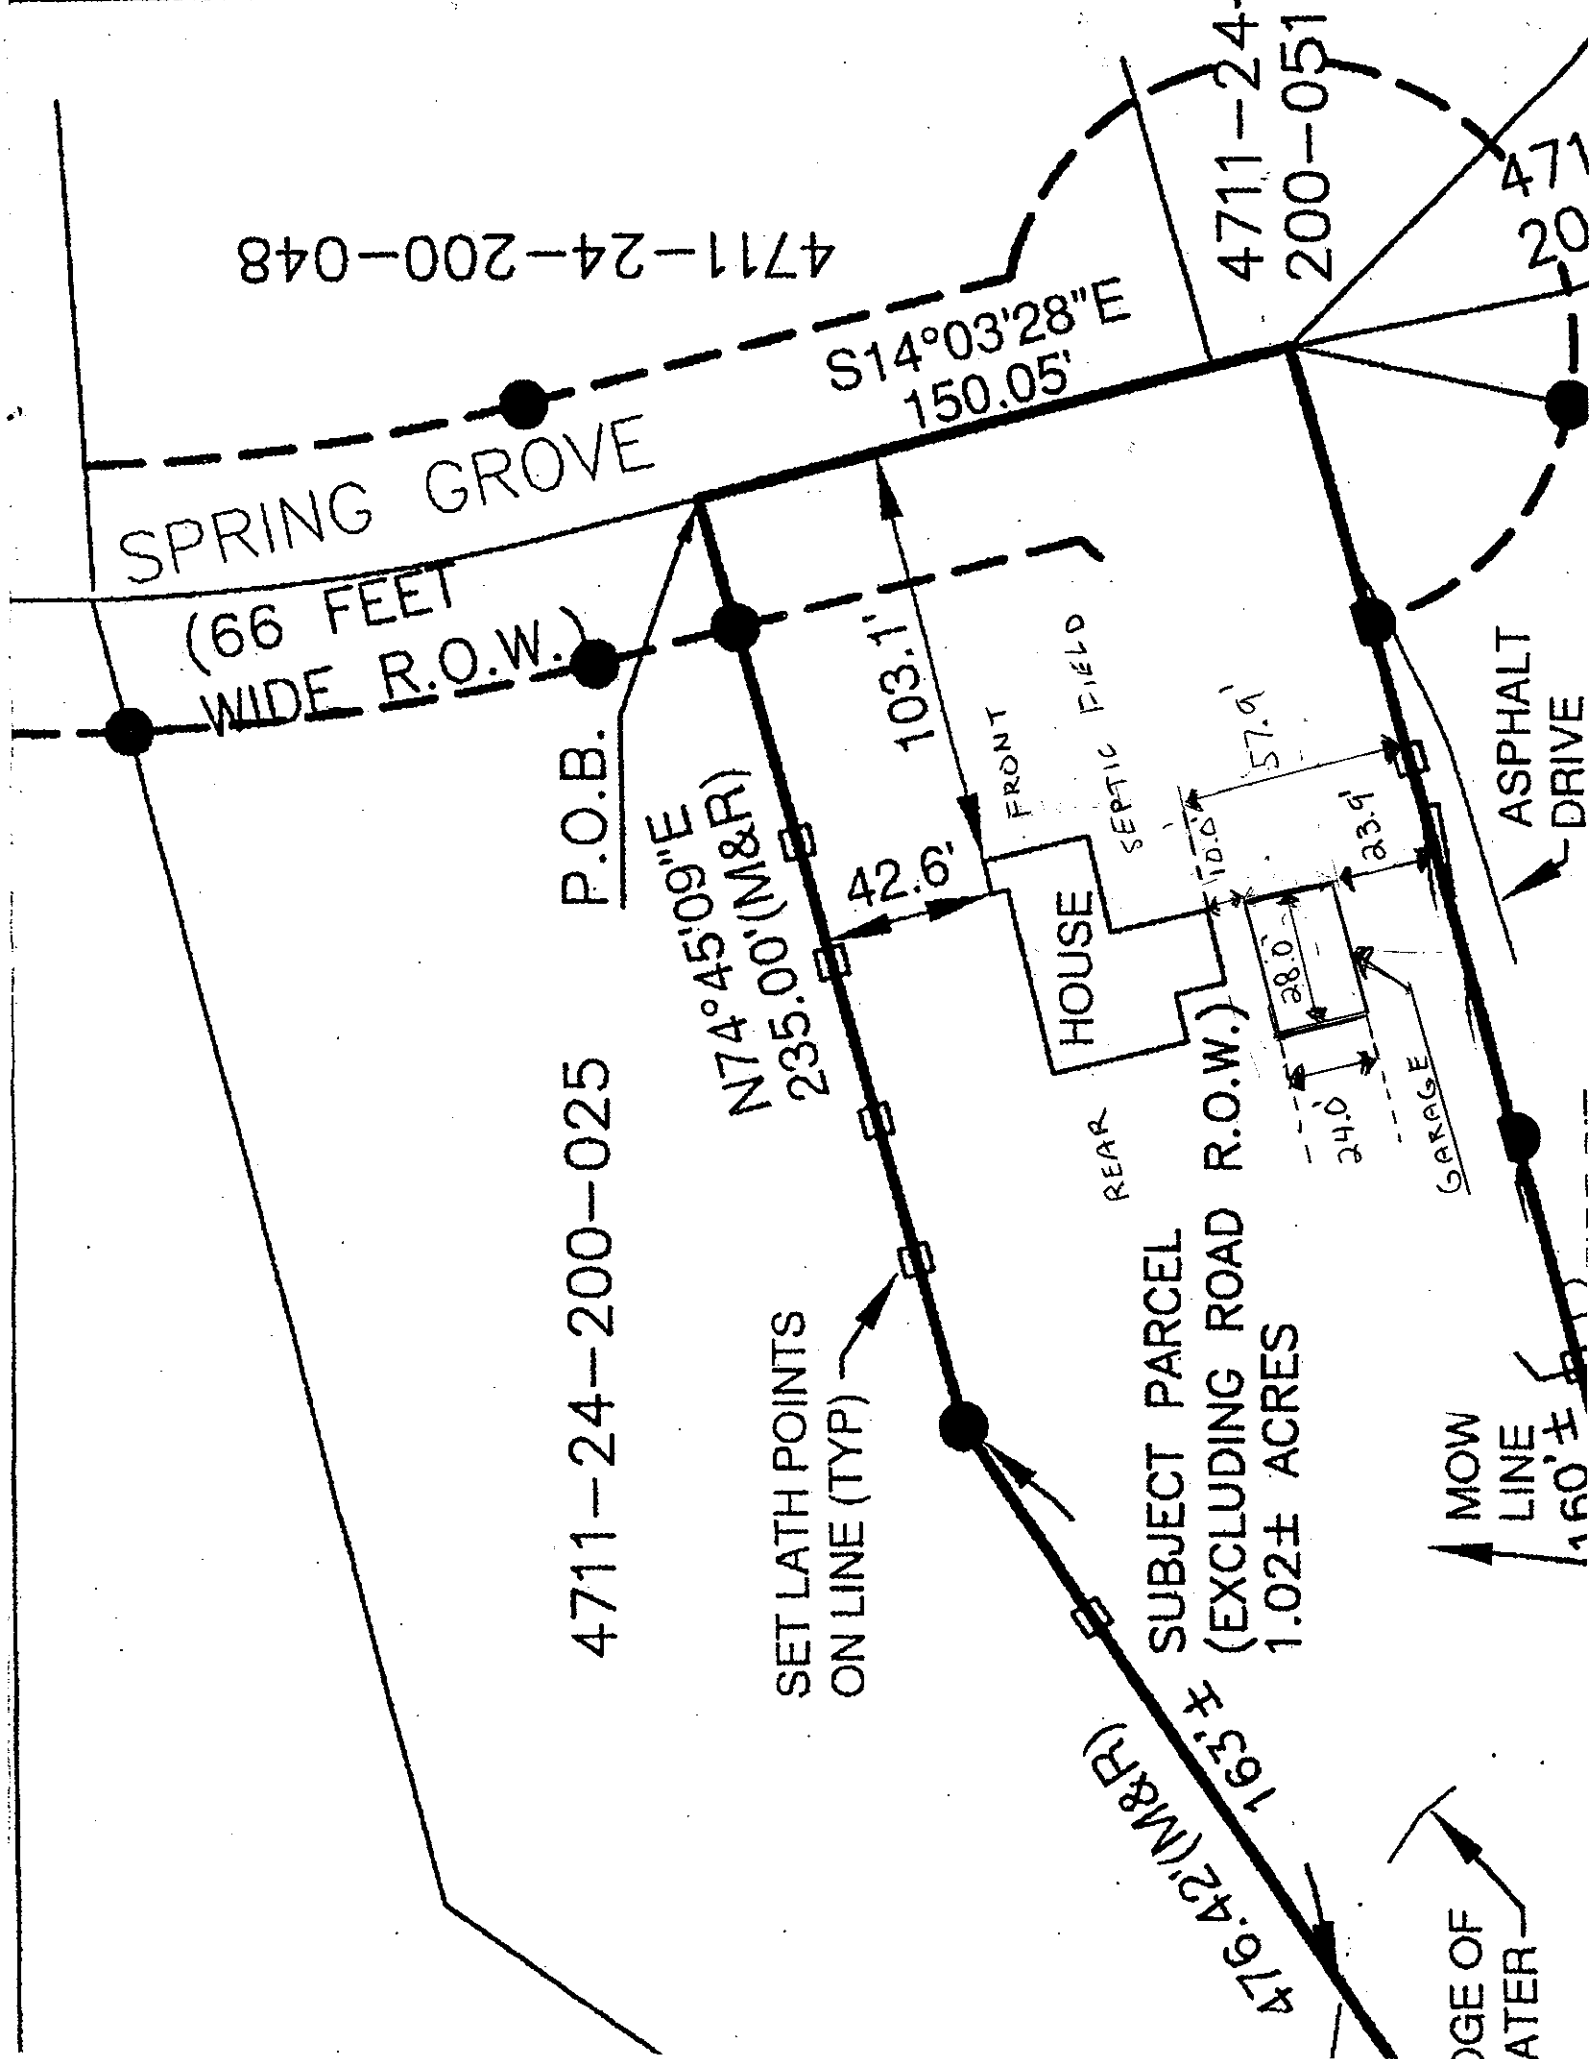 4711-24-200-048
4711-24-
200-051
471
20
SPRING GROVE
(66 FEET
WIDE R.O.W.)
S14°03'28"E
150.05'
P.O.B.
N74°45'09"E
235.00'(M&R)
103.1'
42.6'
FRONT
SEPTIC FIELD
HOUSE
REAR
57.9'
10.0'
28.0'
23.9'
24.0'
GARAGE
ASPHALT
DRIVE
4711-24-200-025
SET LATH POINTS
ON LINE (TYP)
SUBJECT PARCEL
(EXCLUDING ROAD R.O.W.)
1.02± ACRES
MOW
LINE
160'±
476.42'(M&R)
163'±
DGE OF
ATER